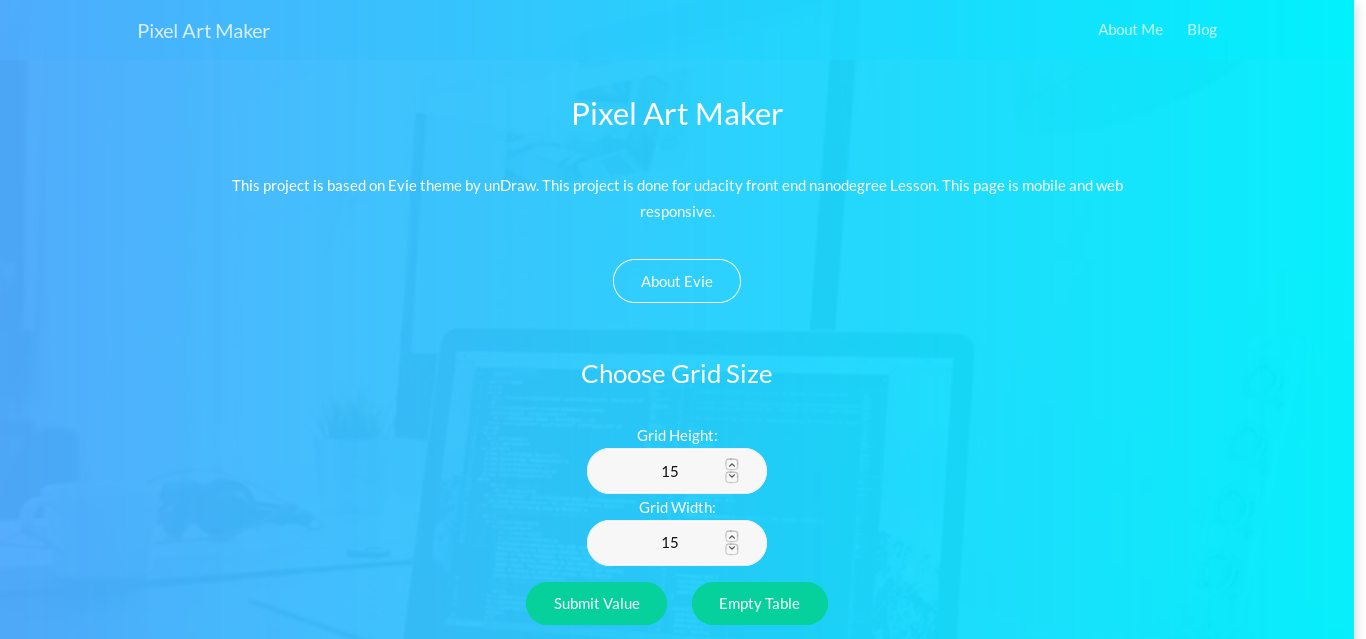 Pixel Art Maker
About Me
Blog
Pixel Art Maker
This project is based on Evie theme by unDraw. This project is done for udacity front end nanodegree Lesson. This page is mobile and web
responsive.
About Evie
Choose Grid Size
Grid Height:
15
Grid Width:
15
Submit Value
Empty Table